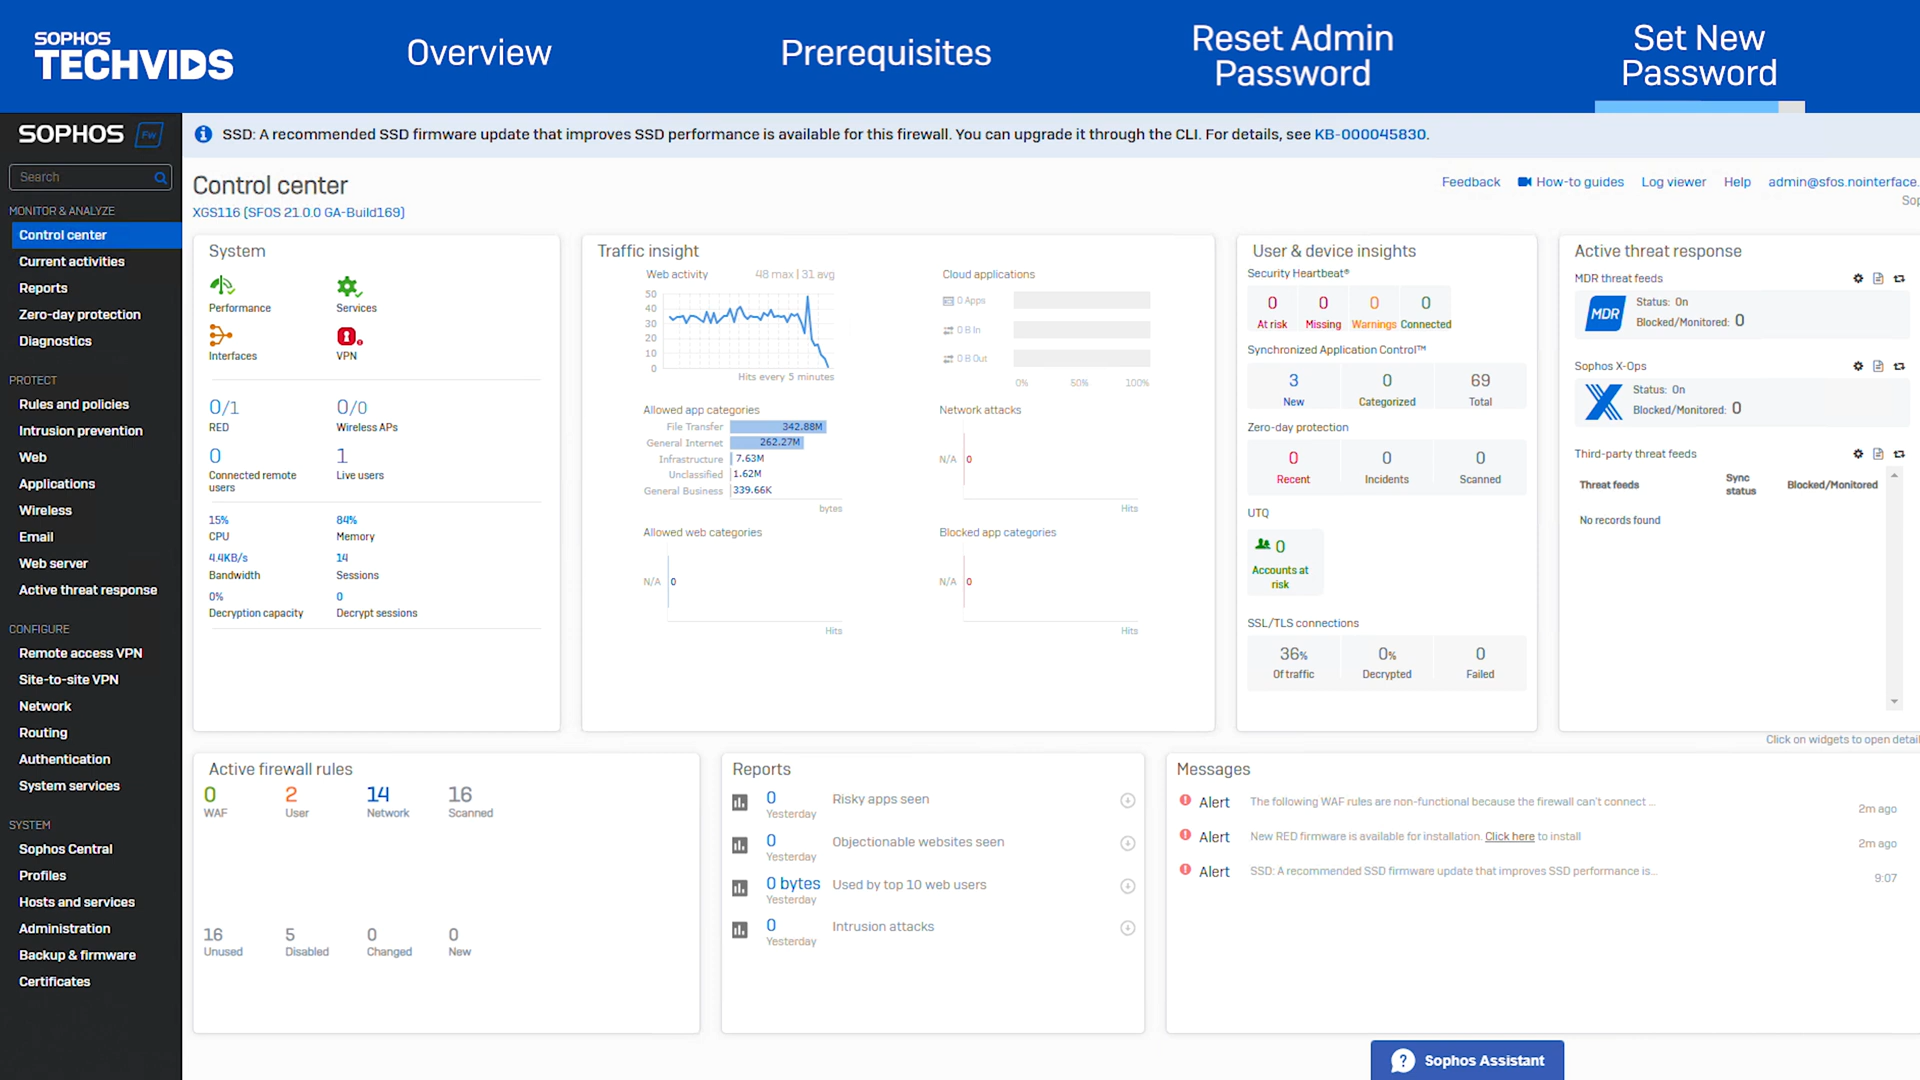 SOPHOS
TECHVIDS
Overview
Prerequisites
Reset Admin
Password
Set New
Password
SOPHOS FW
SSD: A recommended SSD firmware update that improves SSD performance is available for this firewall. You can upgrade it through the CLI. For details, see KB-000045830.
Search
Control center
XGS116 (SFOS 21.0.0 GA-Build169)
Feedback
How-to guides
Log viewer
Help
admin@sfos.nointerface.
Sop
MONITOR & ANALYZE
Control center
Current activities
Reports
Zero-day protection
Diagnostics
PROTECT
Rules and policies
Intrusion prevention
Web
Applications
Wireless
Email
Web server
Active threat response
CONFIGURE
Remote access VPN
Site-to-site VPN
Network
Routing
Authentication
System services
SYSTEM
Sophos Central
Profiles
Hosts and services
Administration
Backup & firmware
Certificates
System
Performance
Services
Interfaces
VPN
0/1
RED
0/0
Wireless APs
0
Connected remote
users
1
Live users
15%
CPU
84%
Memory
4.4KB/s
Bandwidth
14
Sessions
0%
Decryption capacity
0
Decrypt sessions
Traffic insight
Web activity
48 max | 31 avg
50
40
30
20
10
0
Hits every 5 minutes
Cloud applications
0 Apps
0 B In
0 B Out
0% 50% 100%
Allowed app categories
File Transfer 342.88M
General Internet 262.27M
Infrastructure 7.63M
Unclassified 1.62M
General Business 339.66K
bytes
Network attacks
N/A 0
Hits
Allowed web categories
N/A 0
Hits
Blocked app categories
N/A 0
Hits
User & device insights
Security Heartbeat®
0 0 0 0
At risk Missing Warnings Connected
Synchronized Application Control™
3 0 69
New Categorized Total
Zero-day protection
0 0 0
Recent Incidents Scanned
UTQ
0
Accounts at
risk
SSL/TLS connections
36% 0% 0
Of traffic Decrypted Failed
Active threat response
MDR threat feeds
MDR
Status: On
Blocked/Monitored: 0
Sophos X-Ops
Status: On
Blocked/Monitored: 0
Third-party threat feeds
Threat feeds
Sync
status
Blocked/Monitored
No records found
Click on widgets to open detail
Active firewall rules
0 2 14 16
WAF User Network Scanned
16 5 0 0
Unused Disabled Changed New
Reports
0 Risky apps seen
Yesterday
0 Objectionable websites seen
Yesterday
0 bytes Used by top 10 web users
Yesterday
0 Intrusion attacks
Yesterday
Messages
Alert The following WAF rules are non-functional because the firewall can't connect ...
2m ago
Alert New RED firmware is available for installation. Click here to install
2m ago
Alert SSD: A recommended SSD firmware update that improves SSD performance is...
9:07
? Sophos Assistant